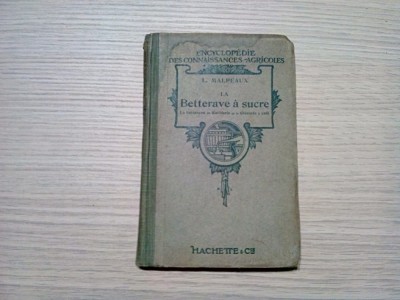 ENCYCLOPÉDIE
DES CONNAISSANCES AGRICOLES
L. MALPEAUX
LA
Betterave à sucre
HACHETTE & Cie